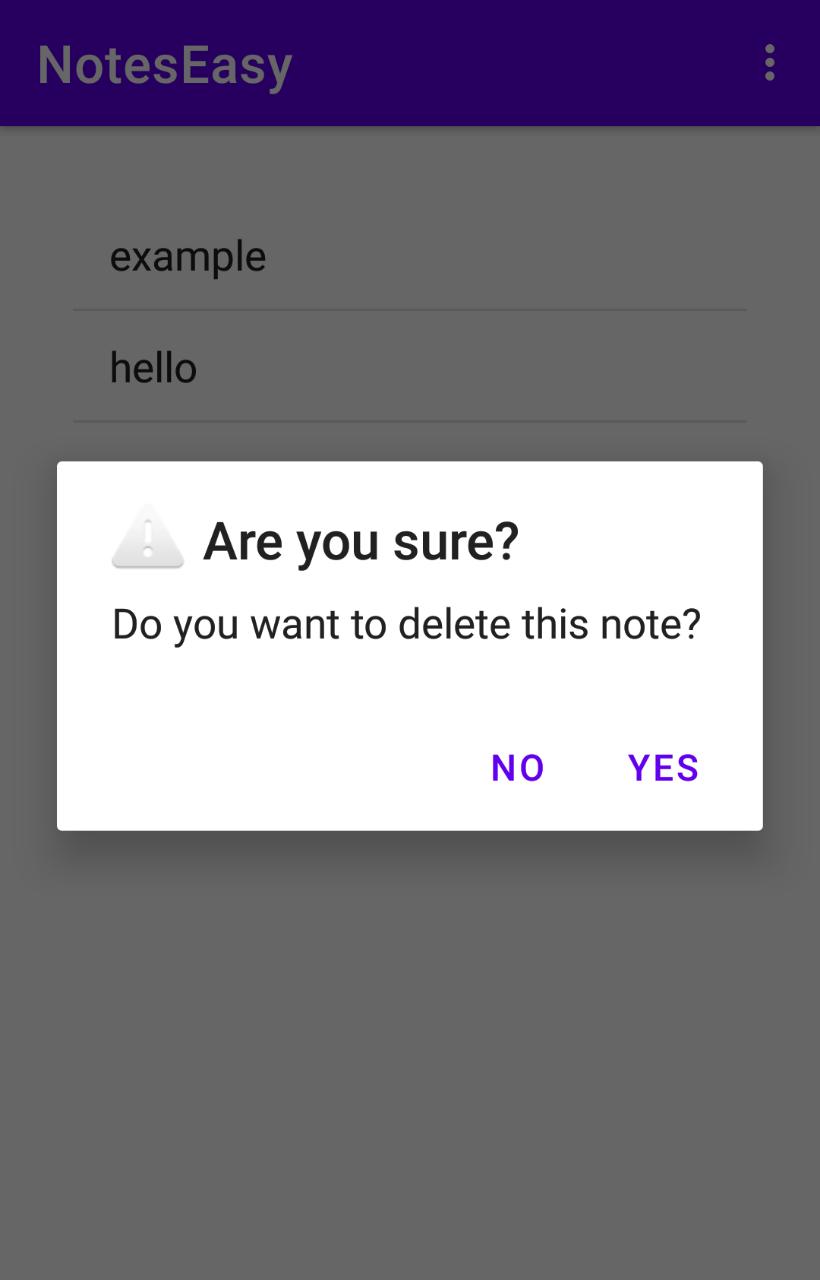 NotesEasy
example
hello
Are you sure?
Do you want to delete this note?
NO YES